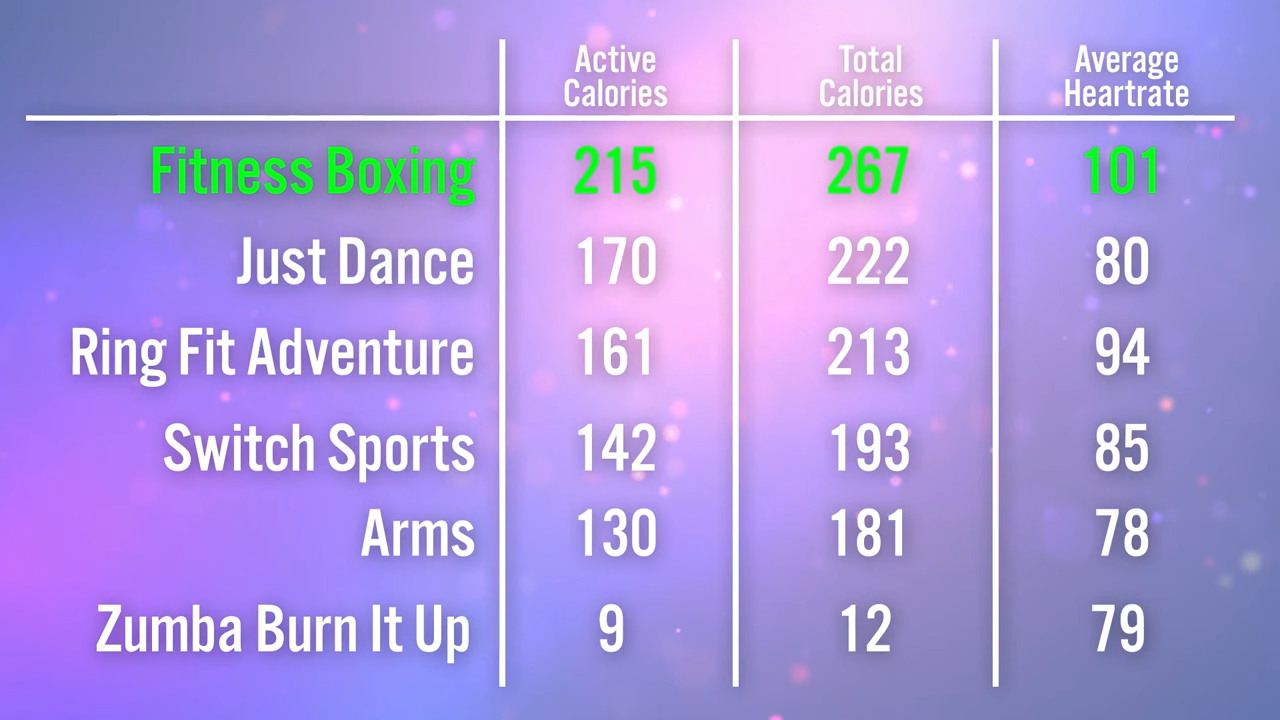 Active Calories Total Calories Average Heartrate
Fitness Boxing 215 267 101
Just Dance 170 222 80
Ring Fit Adventure 161 213 94
Switch Sports 142 193 85
Arms 130 181 78
Zumba Burn It Up 9 12 79